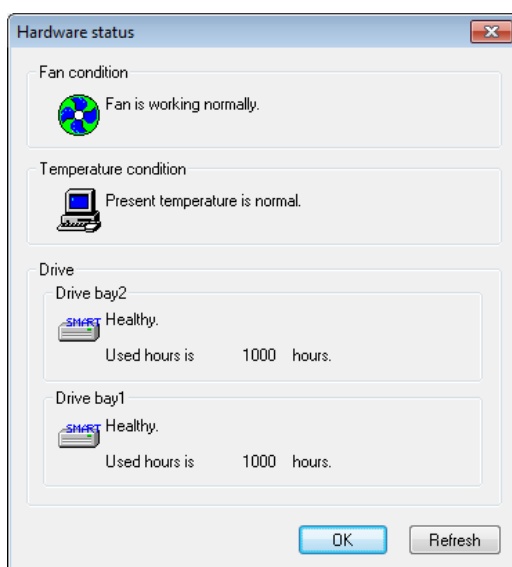 Hardware status
Fan condition
Fan is working normally.
Temperature condition
Present temperature is normal.
Drive
Drive bay2
SMART
Healthy.
Used hours is 1000 hours.
Drive bay1
SMART
Healthy.
Used hours is 1000 hours.
OK Refresh